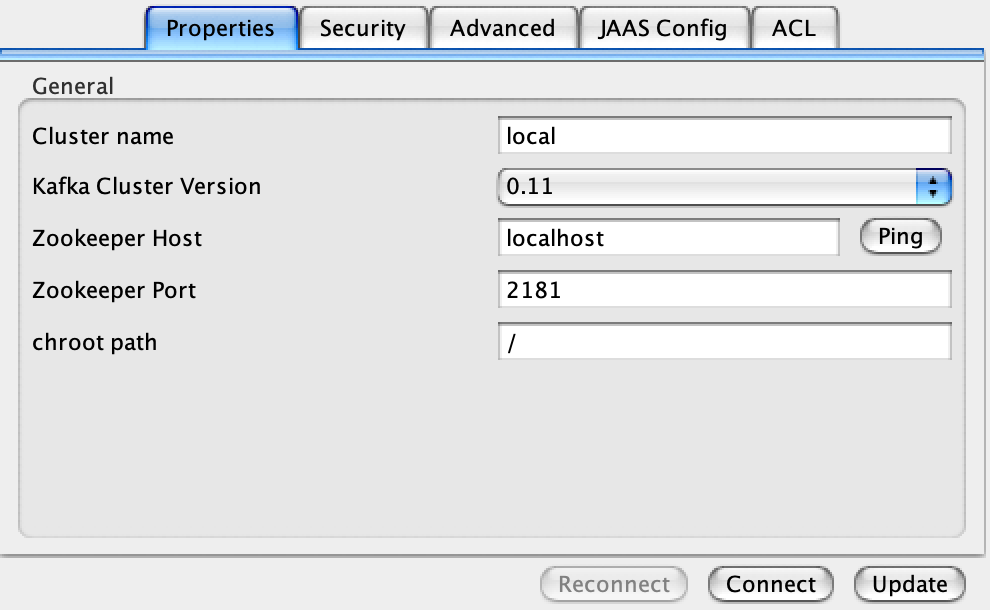 Properties Security Advanced JAAS Config ACL
General
Cluster name local
Kafka Cluster Version 0.11
Zookeeper Host localhost Ping
Zookeeper Port 2181
chroot path /
Reconnect Connect Update